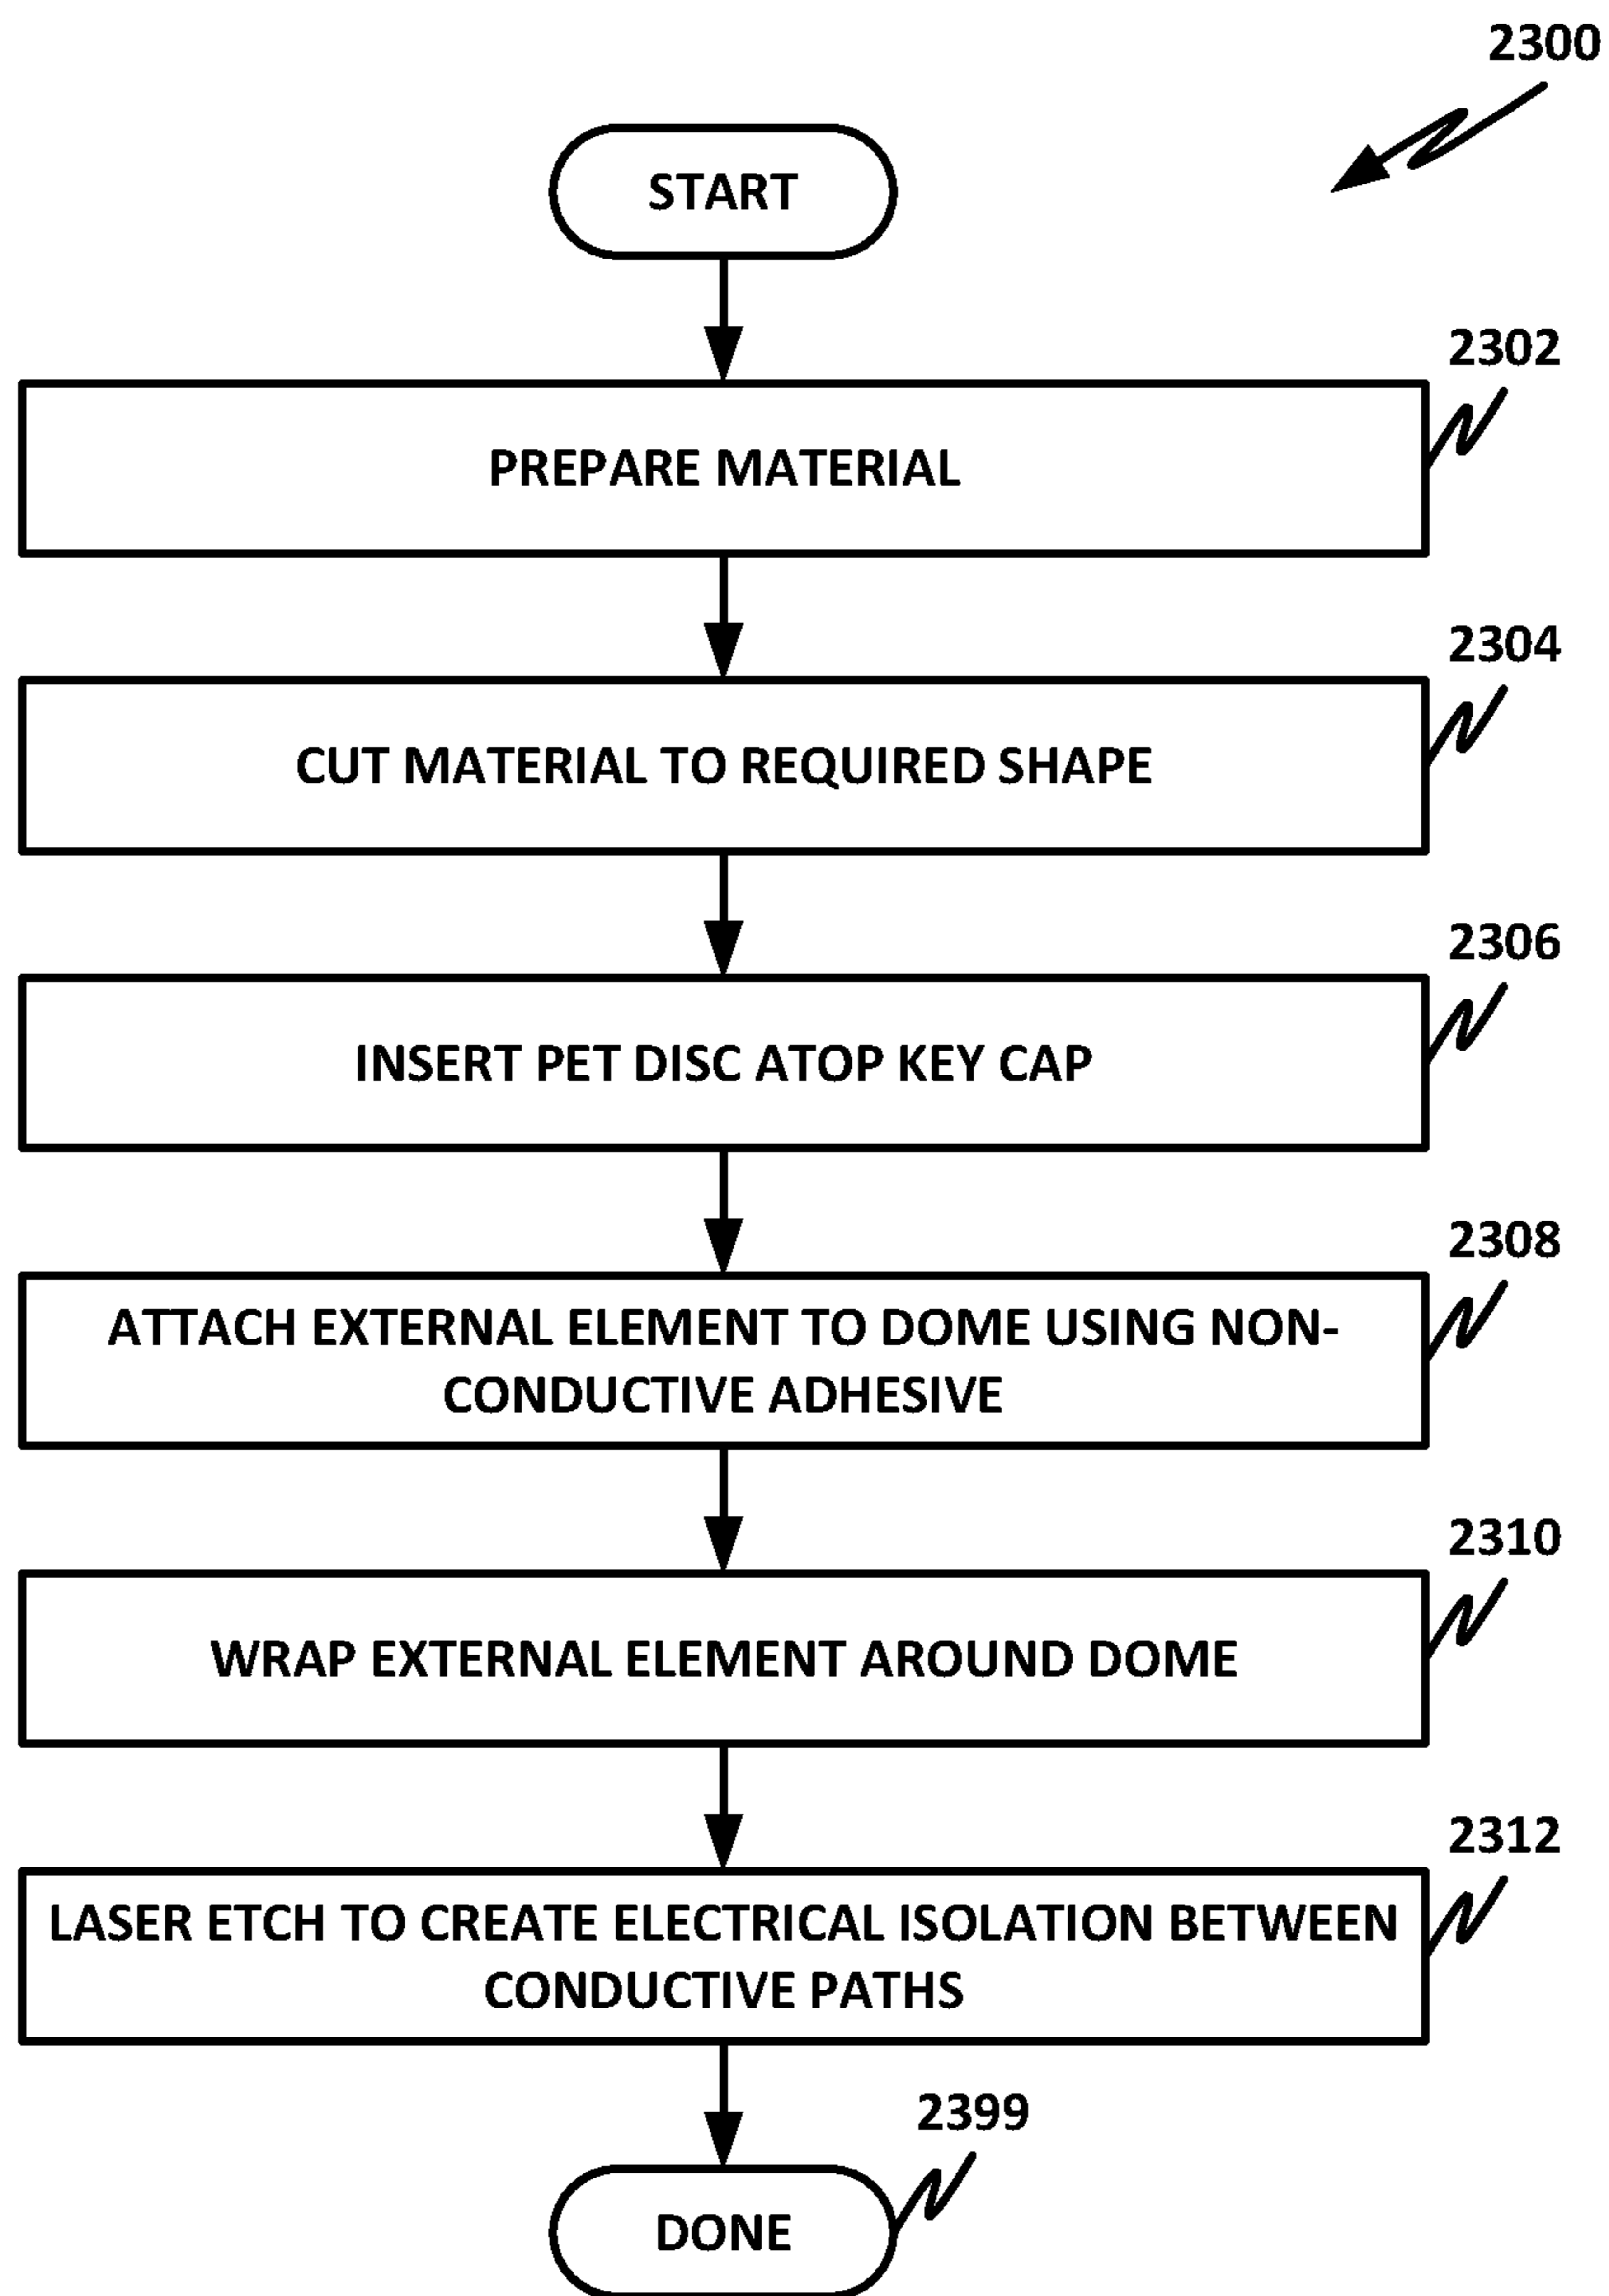 2300
START
2302
PREPARE MATERIAL
2304
CUT MATERIAL TO REQUIRED SHAPE
2306
INSERT PET DISC ATOP KEY CAP
2308
ATTACH EXTERNAL ELEMENT TO DOME USING NON-
CONDUCTIVE ADHESIVE
2310
WRAP EXTERNAL ELEMENT AROUND DOME
2312
LASER ETCH TO CREATE ELECTRICAL ISOLATION BETWEEN
CONDUCTIVE PATHS
2399
DONE